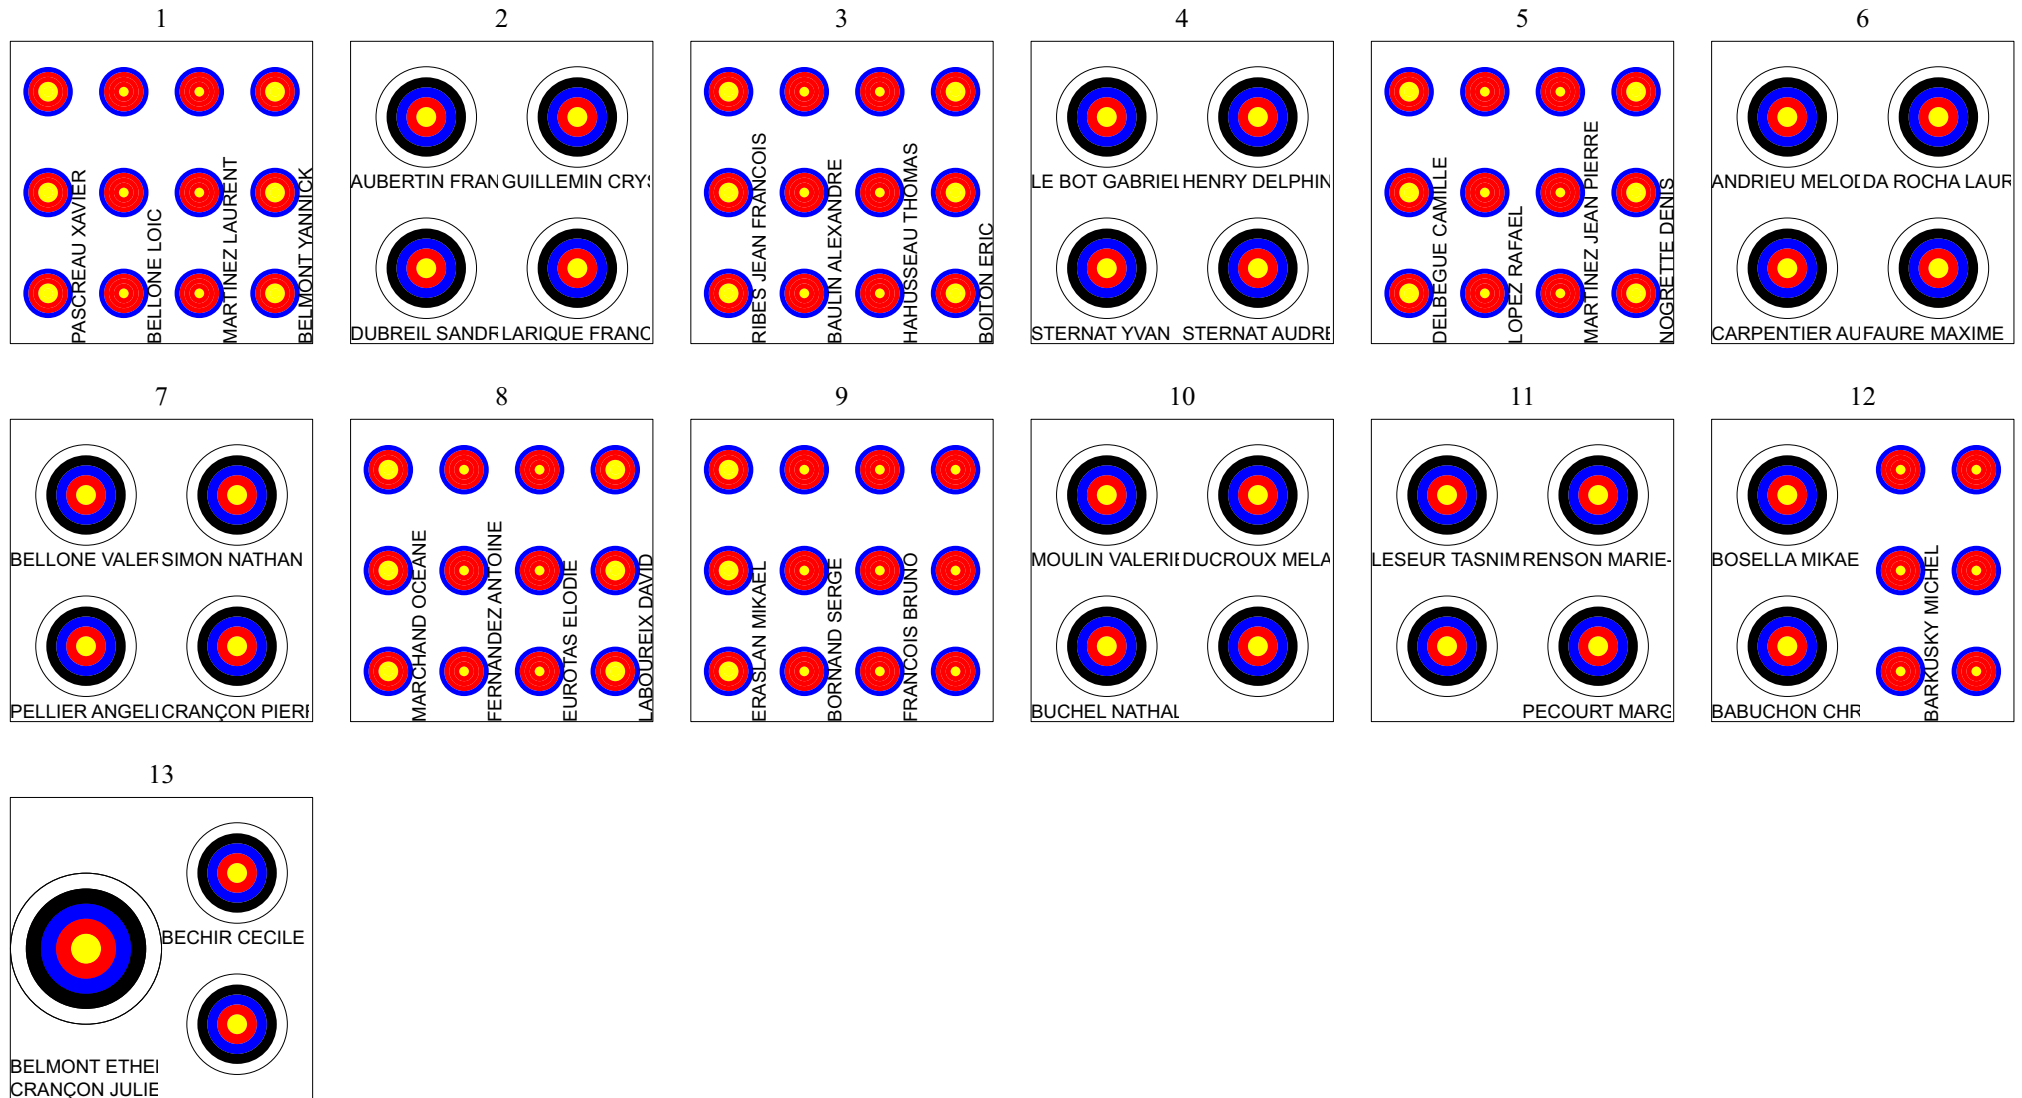 1
2
3
4
5
6
PASCREAU XAVIER
BELLONE LOIC
MARTINEZ LAURENT
BELMONT YANNICK
AUBERTIN FRAN
GUILLEMIN CRY
DUBREIL SANDR
LARIQUE FRANC
RIBES JEAN FRANCOIS
BAULIN ALEXANDRE
HAHUSSEAU THOMAS
BOITON ERIC
LE BOT GABRIEL
HENRY DELPHIN
STERNAT YVAN
STERNAT AUDRE
DELBEGUE CAMILLE
LOPEZ RAFAEL
MARTINEZ JEAN PIERRE
NOGRETTE DENIS
ANDRIEU MELOD
DA ROCHA LAUR
CARPENTIER AU
FAURE MAXIME
7
8
9
10
11
12
BELLONE VALER
SIMON NATHAN
PELLIER ANGELI
CRANÇON PIERR
MARCHAND OCEANE
FERNANDEZ ANTOINE
EUROTAS ELODIE
LABOUREIX DAVID
ERASLAN MIKAEL
BORNAND SERGE
FRANCOIS BRUNO
MOULIN VALERIE
DUCROUX MELA
BUCHEL NATHAL
LESEUR TASNIM
RENSON MARIE-
PECOURT MARG
BOSELLA MIKAE
BABUCHON CHR
BARKUSKY MICHEL
13
BECHIR CECILE
BELMONT ETHE
CRANÇON JULIE